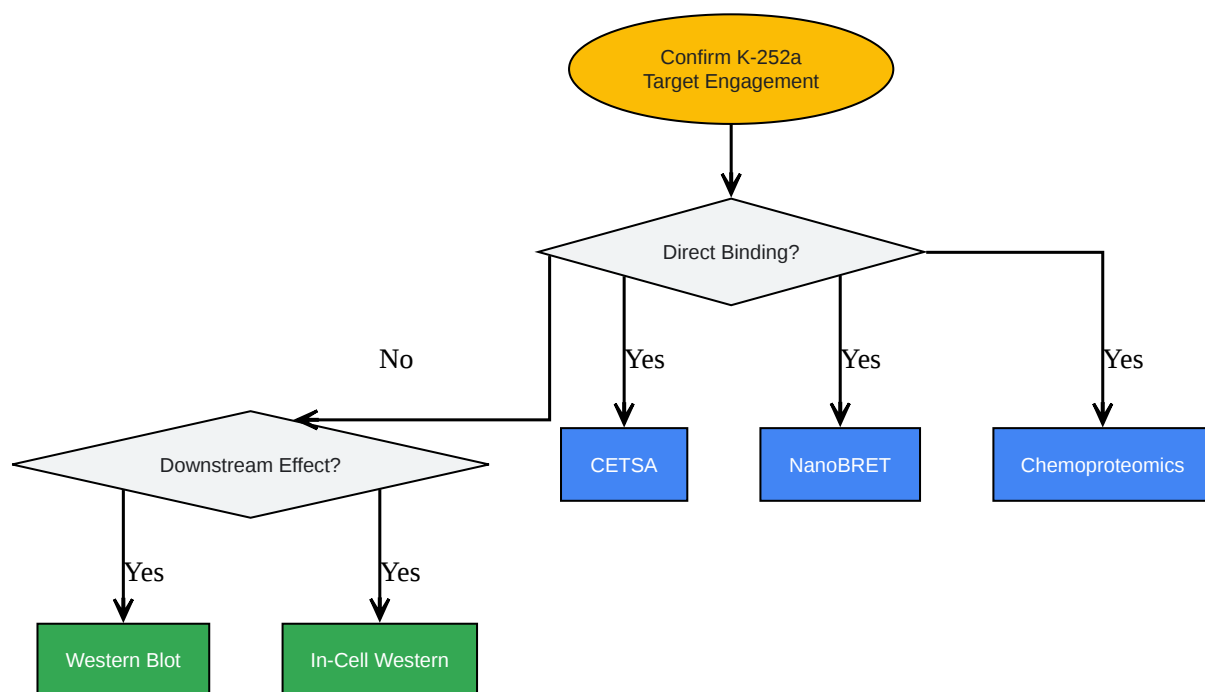 Confirm K-252a
Target Engagement
Direct Binding?
No
Yes
Yes
Yes
CETSA
NanoBRET
Chemoproteomics
Downstream Effect?
Yes
Yes
Western Blot
In-Cell Western